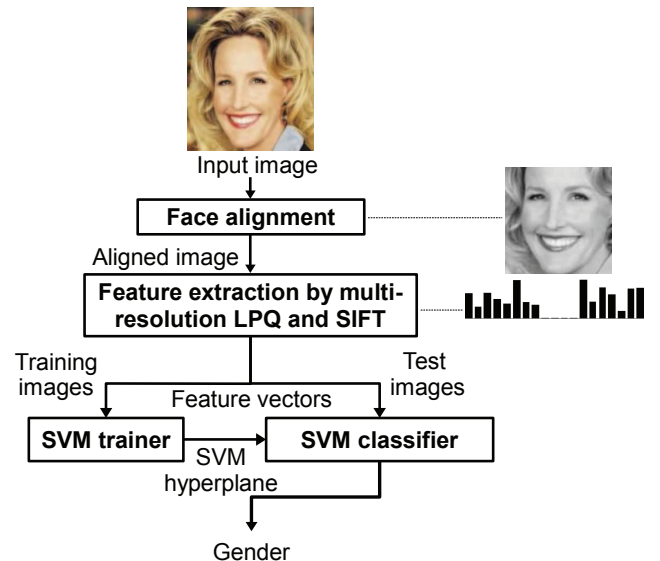 Input image
Face alignment
Aligned image
Feature extraction by multi-
resolution LPQ and SIFT
Training
images
Feature vectors
Test
images
SVM trainer
SVM
hyperplane
SVM classifier
Gender